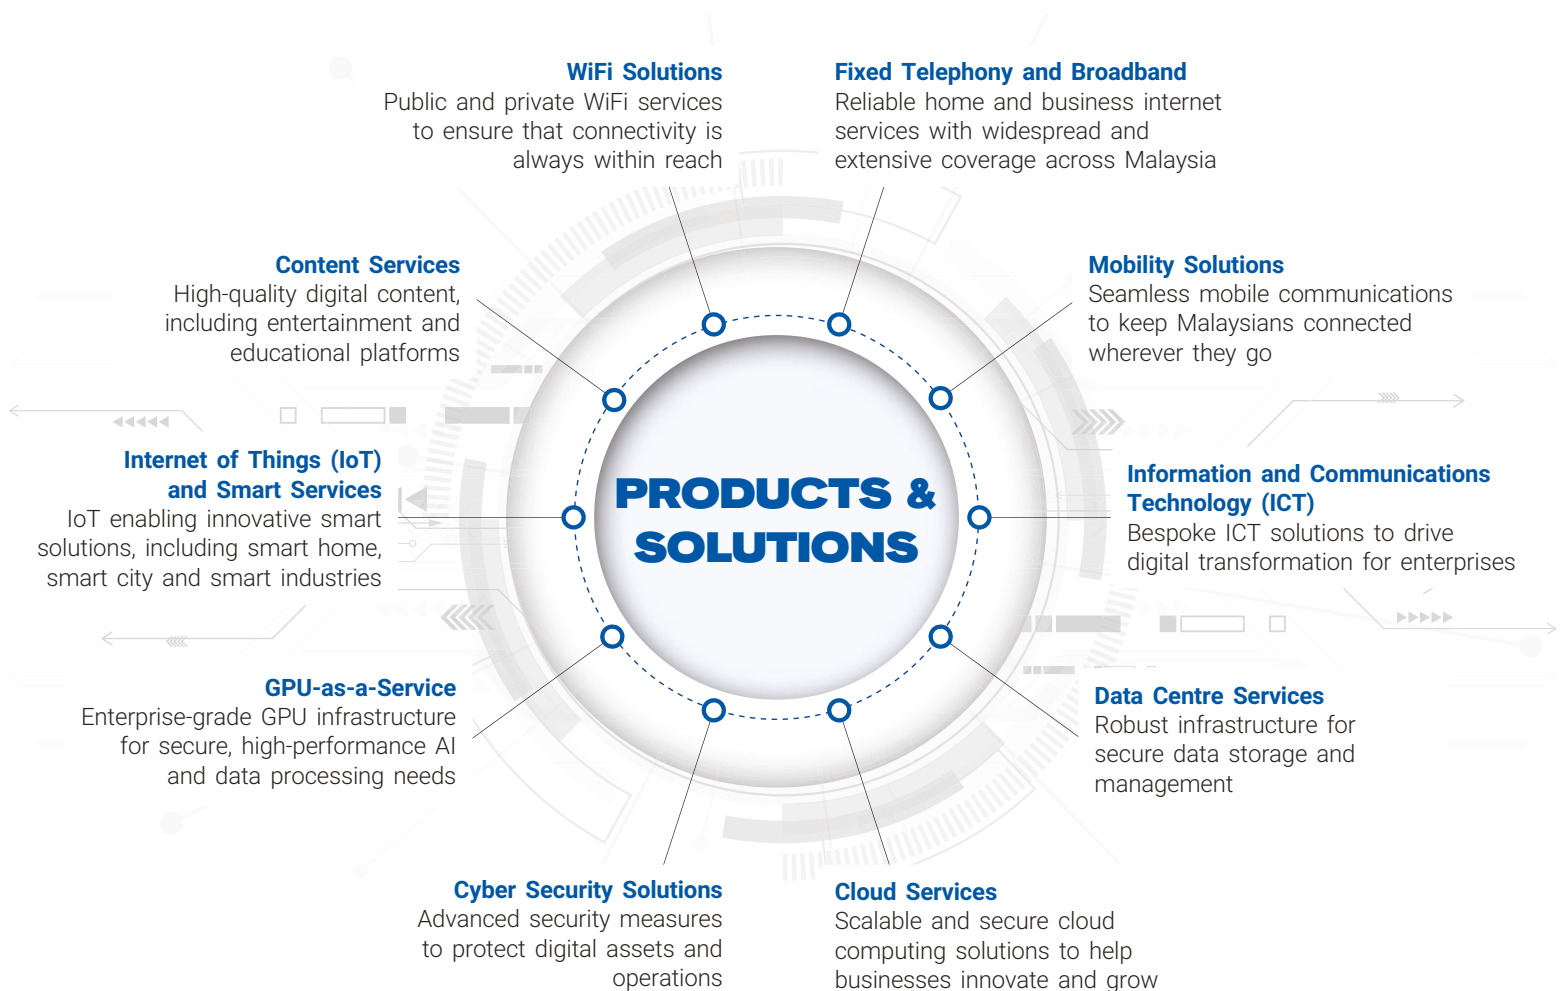 WiFi Solutions
Public and private WiFi services
to ensure that connectivity is
always within reach
Fixed Telephony and Broadband
Reliable home and business internet
services with widespread and
extensive coverage across Malaysia
Content Services
High-quality digital content,
including entertainment and
educational platforms
Mobility Solutions
Seamless mobile communications
to keep Malaysians connected
wherever they go
Internet of Things (IoT)
and Smart Services
IoT enabling innovative smart
solutions, including smart home,
smart city and smart industries
PRODUCTS &
SOLUTIONS
Information and Communications
Technology (ICT)
Bespoke ICT solutions to drive
digital transformation for enterprises
GPU-as-a-Service
Enterprise-grade GPU infrastructure
for secure, high-performance AI
and data processing needs
Data Centre Services
Robust infrastructure for
secure data storage and
management
Cyber Security Solutions
Advanced security measures
to protect digital assets and
operations
Cloud Services
Scalable and secure cloud
computing solutions to help
businesses innovate and grow